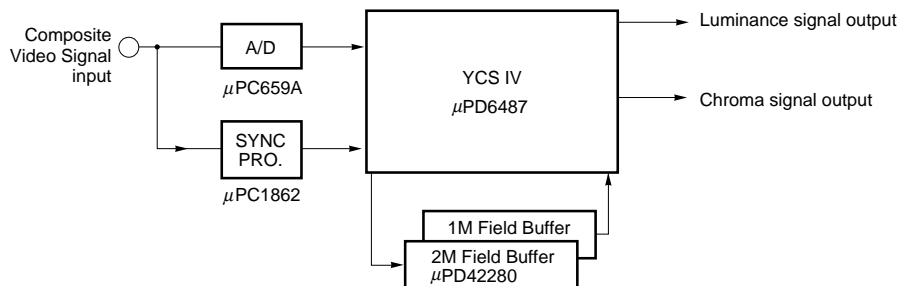 Composite
Video Signal
input
A/D
μPC659A
SYNC
PRO.
μPC1862
YCS IV
μPD6487
Luminance signal output
Chroma signal output
1M Field Buffer
2M Field Buffer
μPD42280